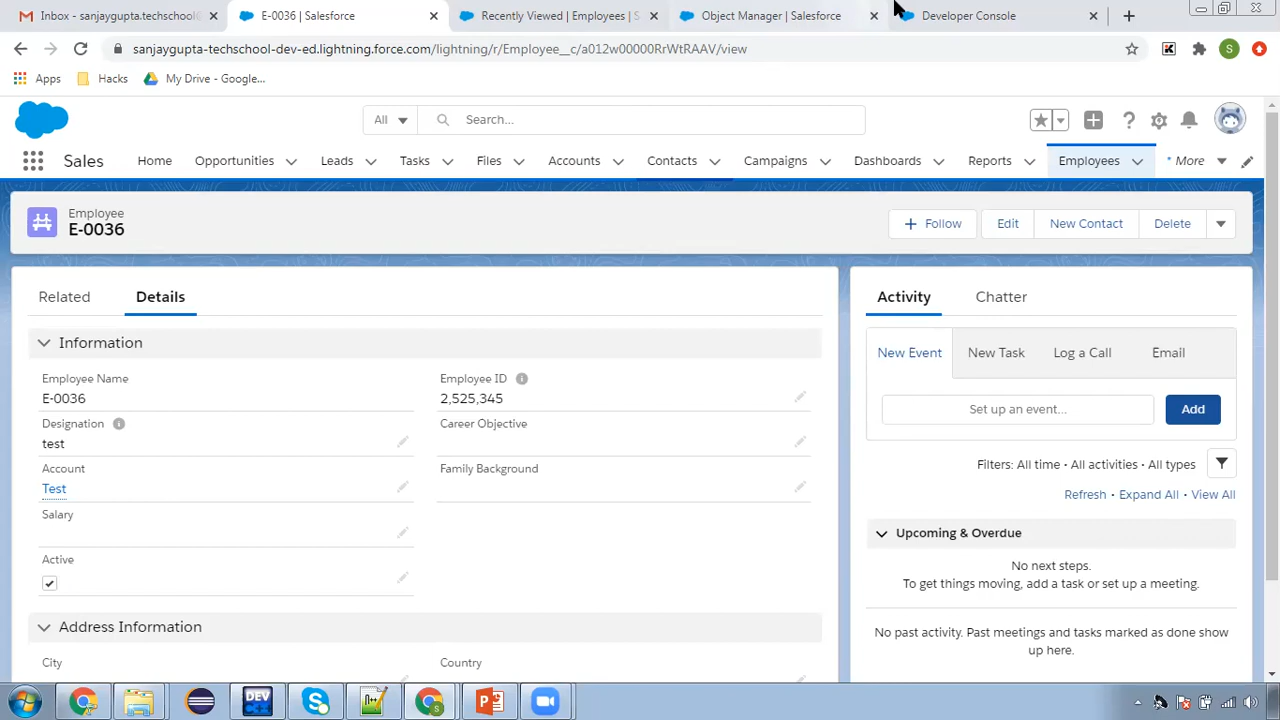 Inbox - sanjaygupta.techschool
E-0036 | Salesforce
Recently Viewed | Employees | S
Object Manager | Salesforce
Developer Console
sanjaygupta-techschool-dev-ed.lightning.force.com/lightning/r/Employee__c/a012w00000RrWtRAAV/view
S
Apps
Hacks
My Drive - Google...
All
Search...
Sales
Home
Opportunities
Leads
Tasks
Files
Accounts
Contacts
Campaigns
Dashboards
Reports
Employees
* More
Employee
E-0036
Follow
Edit
New Contact
Delete
Related
Details
Activity
Chatter
Information
New Event
New Task
Log a Call
Email
Employee Name
E-0036
Employee ID
2,525,345
Set up an event...
Add
Designation
test
Career Objective
Account
Test
Family Background
Filters: All time • All activities • All types
Refresh • Expand All • View All
Salary
Upcoming & Overdue
Active
No next steps.
To get things moving, add a task or set up a meeting.
Address Information
No past activity. Past meetings and tasks marked as done show
up here.
City
Country
DEV
C++